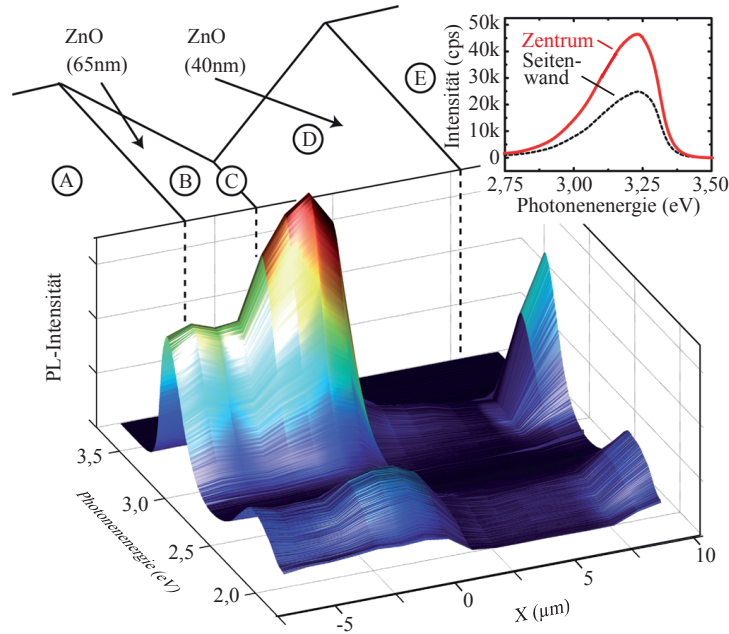 ZnO
(65nm)
ZnO
(40nm)
A
B
C
D
E
Intensität (cps)
50k
40k
30k
20k
10k
0
Zentrum
Seiten-
wand
2,75
3,00
3,25
3,50
Photonenenergie (eV)
PL-Intensität
3,5
3,0
2,5
2,0
photonenenergie (eV)
-5
0
5
10
X (µm)